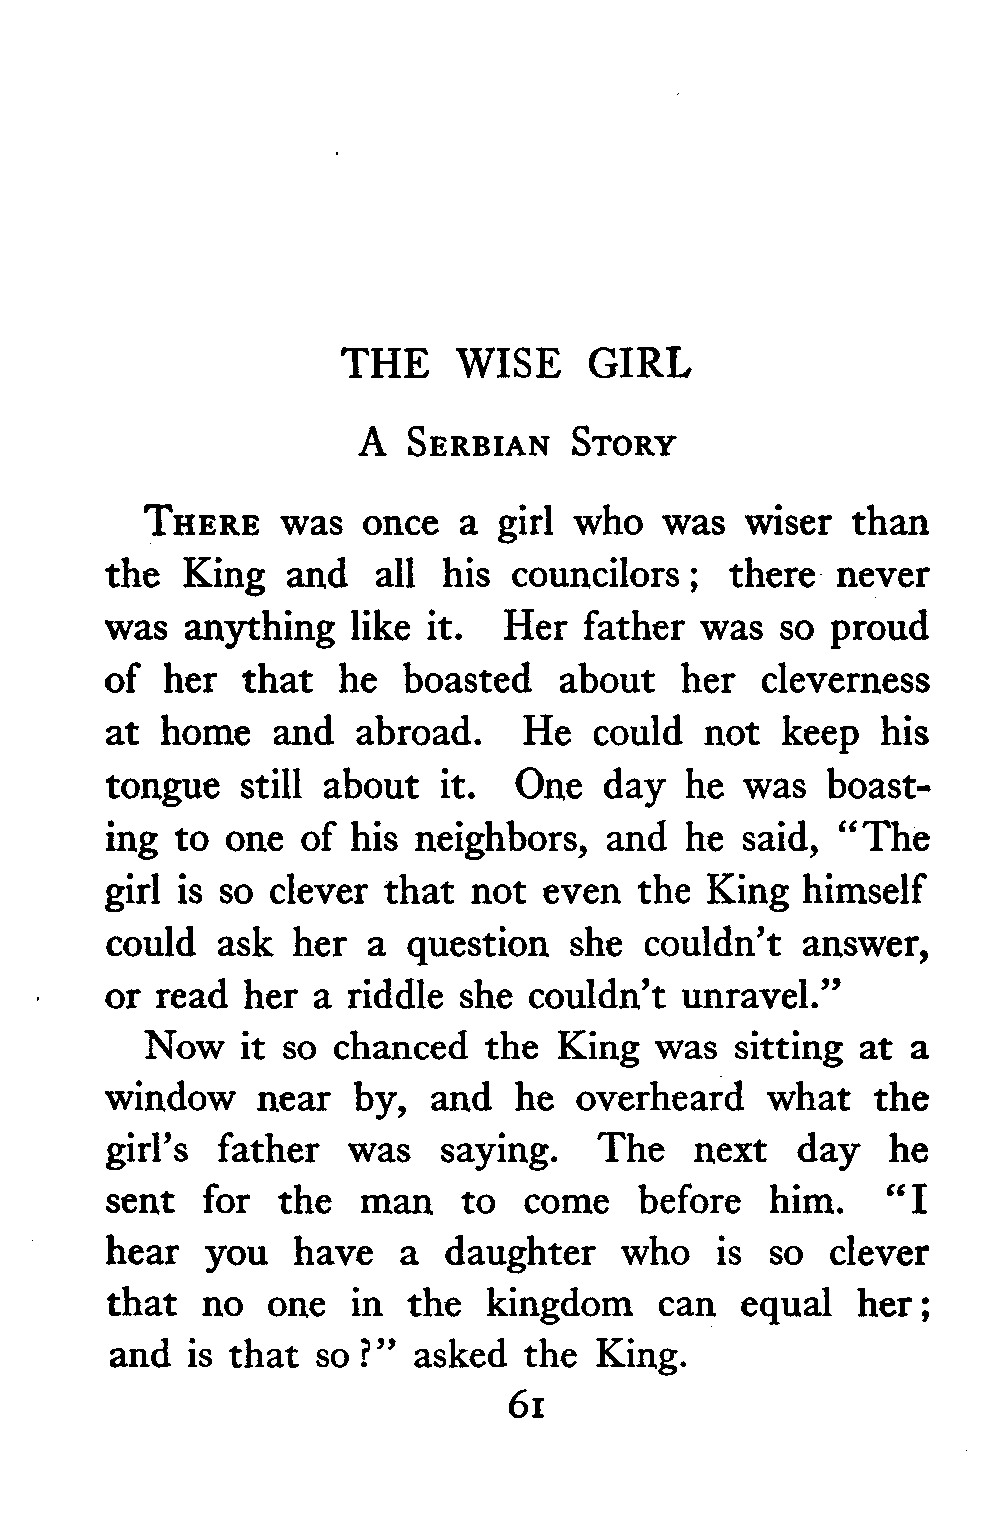 THE WISE GIRL
A SERBIAN STORY
THERE was once a girl who was wiser than
the King and all his councilors; there never
was anything like it. Her father was so proud
of her that he boasted about her cleverness
at home and abroad. He could not keep his
tongue still about it. One day he was boast-
ing to one of his neighbors, and he said, “The
girl is so clever that not even the King himself
could ask her a question she couldn’t answer,
or read her a riddle she couldn’t unravel.”
Now it so chanced the King was sitting at a
window near by, and he overheard what the
girl’s father was saying. The next day he
sent for the man to come before him. “I
hear you have a daughter who is so clever
that no one in the kingdom can equal her;
and is that so?” asked the King.
61